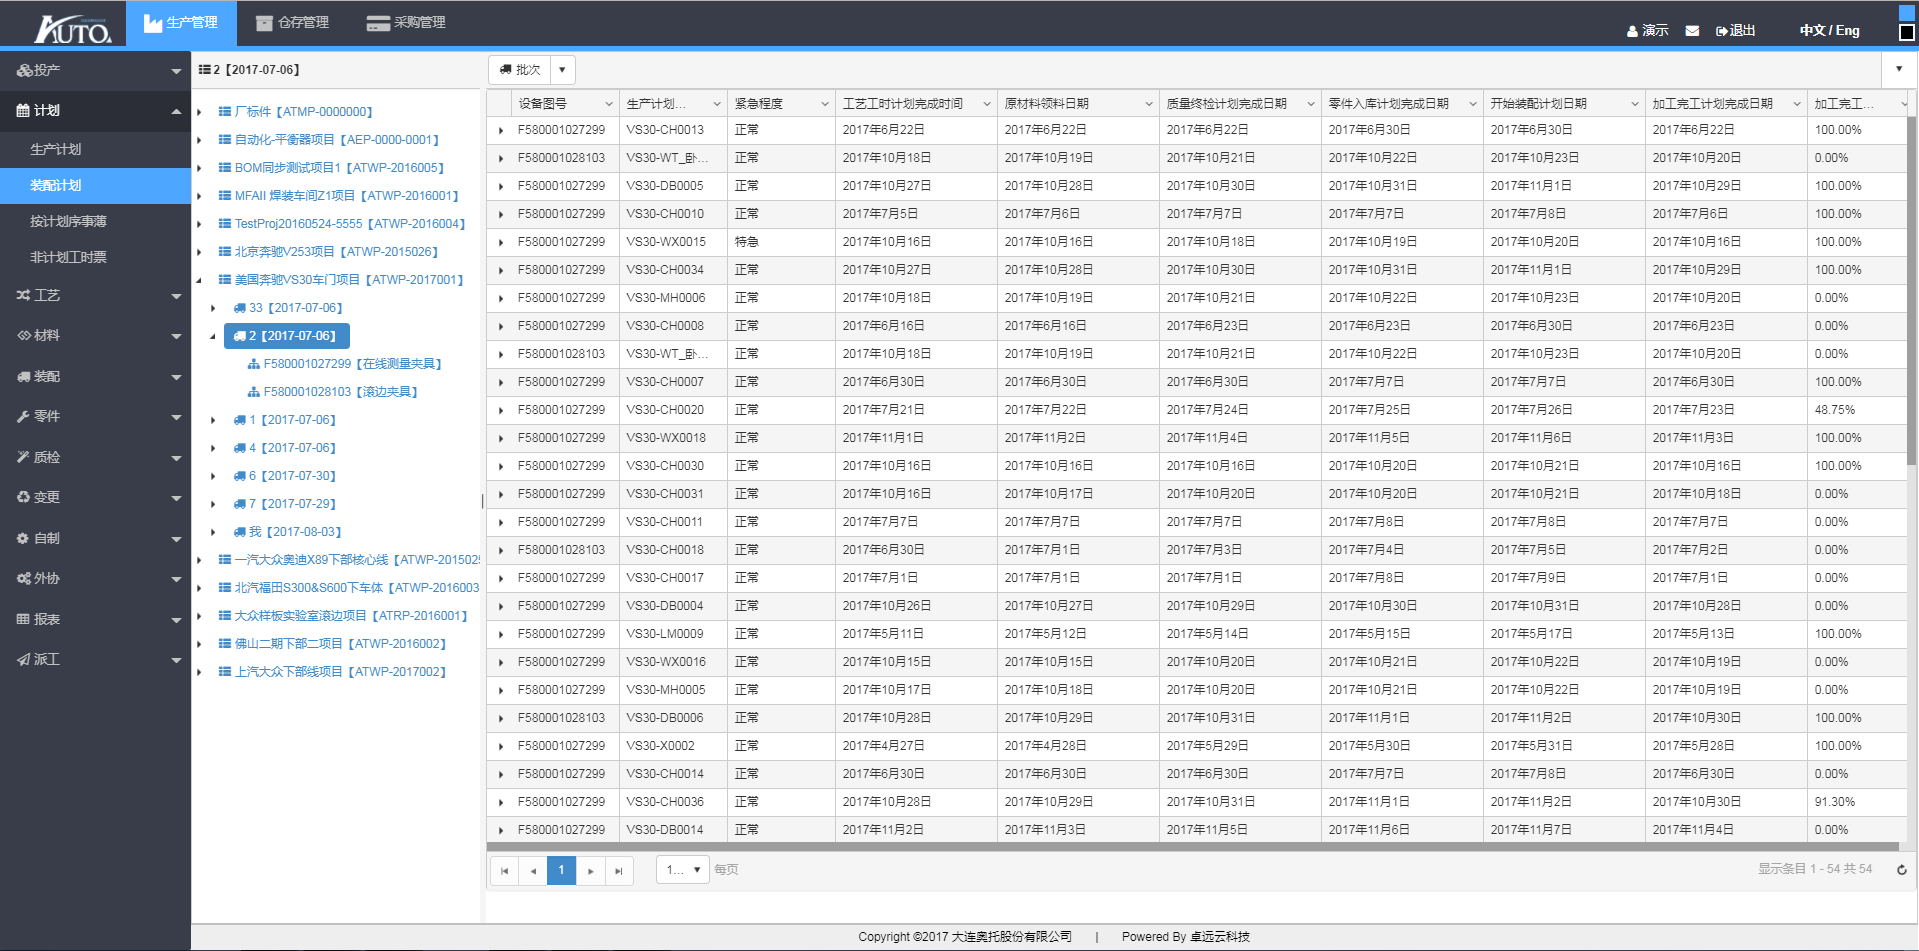 AUTO.
生产管理
仓存管理
采购管理
演示
退出
中文 / Eng
投产
计划
生产计划
装配计划
按计划序事薄
非计划工时票
工艺
材料
装配
零件
质检
变更
自制
外协
报表
派工
2【2017-07-06】
厂标件【ATMP-0000000】
自动化-平衡器项目【AEP-0000-0001】
BOM同步测试项目1【ATWP-2016005】
MFAII 焊装车间Z1项目【ATWP-2016001】
TestProj20160524-5555【ATWP-2016004】
北京奔驰V253项目【ATWP-2015026】
美国奔驰VS30车门项目【ATWP-2017001】
33【2017-07-06】
2【2017-07-06】
F580001027299【在线测量夹具】
F580001028103【滚边夹具】
1【2017-07-06】
4【2017-07-06】
6【2017-07-30】
7【2017-07-29】
我【2017-08-03】
一汽大众奥迪X89下部核心线【ATWP-2015025
北汽福田S300&S600下车体【ATWP-2016003
大众样板实验室滚边项目【ATRP-2016001】
佛山二期下部二项目【ATWP-2016002】
上汽大众下部线项目【ATWP-2017002】
批次
设备图号 生产计划... 紧急程度 工艺工时计划完成时间 原材料领料日期 质量终检计划完成日期 零件入库计划完成日期 开始装配计划日期 加工完工计划完成日期 加工完工...
F580001027299 VS30-CH0013 正常 2017年6月22日 2017年6月22日 2017年6月22日 2017年6月30日 2017年6月30日 2017年6月22日 100.00%
F580001028103 VS30-WT_卧... 正常 2017年10月18日 2017年10月19日 2017年10月21日 2017年10月22日 2017年10月23日 2017年10月20日 0.00%
F580001027299 VS30-DB0005 正常 2017年10月27日 2017年10月28日 2017年10月30日 2017年10月31日 2017年11月1日 2017年10月29日 100.00%
F580001027299 VS30-CH0010 正常 2017年7月5日 2017年7月6日 2017年7月7日 2017年7月7日 2017年7月8日 2017年7月6日 100.00%
F580001027299 VS30-WX0015 特急 2017年10月16日 2017年10月16日 2017年10月18日 2017年10月19日 2017年10月20日 2017年10月16日 100.00%
F580001027299 VS30-CH0034 正常 2017年10月27日 2017年10月28日 2017年10月30日 2017年10月31日 2017年11月1日 2017年10月29日 100.00%
F580001027299 VS30-MH0006 正常 2017年10月18日 2017年10月19日 2017年10月21日 2017年10月22日 2017年10月23日 2017年10月20日 0.00%
F580001027299 VS30-CH0008 正常 2017年6月16日 2017年6月16日 2017年6月23日 2017年6月23日 2017年6月30日 2017年6月23日 0.00%
F580001028103 VS30-WT_卧... 正常 2017年10月18日 2017年10月19日 2017年10月21日 2017年10月22日 2017年10月23日 2017年10月20日 0.00%
F580001027299 VS30-CH0007 正常 2017年6月30日 2017年6月30日 2017年6月30日 2017年7月7日 2017年7月7日 2017年6月30日 100.00%
F580001027299 VS30-CH0020 正常 2017年7月21日 2017年7月22日 2017年7月24日 2017年7月25日 2017年7月26日 2017年7月23日 48.75%
F580001027299 VS30-WX0018 正常 2017年11月1日 2017年11月2日 2017年11月4日 2017年11月5日 2017年11月6日 2017年11月3日 100.00%
F580001027299 VS30-CH0030 正常 2017年10月16日 2017年10月16日 2017年10月16日 2017年10月20日 2017年10月21日 2017年10月16日 100.00%
F580001027299 VS30-CH0031 正常 2017年10月16日 2017年10月17日 2017年10月20日 2017年10月20日 2017年10月21日 2017年10月18日 0.00%
F580001027299 VS30-CH0011 正常 2017年7月7日 2017年7月7日 2017年7月7日 2017年7月8日 2017年7月8日 2017年7月7日 0.00%
F580001028103 VS30-CH0018 正常 2017年6月30日 2017年7月1日 2017年7月3日 2017年7月4日 2017年7月5日 2017年7月2日 0.00%
F580001027299 VS30-CH0017 正常 2017年7月1日 2017年7月1日 2017年7月1日 2017年7月8日 2017年7月9日 2017年7月1日 0.00%
F580001027299 VS30-DB0004 正常 2017年10月26日 2017年10月27日 2017年10月29日 2017年10月30日 2017年10月31日 2017年10月28日 0.00%
F580001027299 VS30-LM0009 正常 2017年5月11日 2017年5月12日 2017年5月14日 2017年5月15日 2017年5月17日 2017年5月13日 100.00%
F580001027299 VS30-WX0016 正常 2017年10月15日 2017年10月15日 2017年10月20日 2017年10月21日 2017年10月22日 2017年10月19日 0.00%
F580001027299 VS30-MH0005 正常 2017年10月17日 2017年10月18日 2017年10月20日 2017年10月21日 2017年10月22日 2017年10月19日 0.00%
F580001028103 VS30-DB0006 正常 2017年10月28日 2017年10月29日 2017年10月31日 2017年11月1日 2017年11月2日 2017年10月30日 100.00%
F580001027299 VS30-X0002 正常 2017年4月27日 2017年4月28日 2017年5月29日 2017年5月30日 2017年5月31日 2017年5月28日 100.00%
F580001027299 VS30-CH0014 正常 2017年6月30日 2017年6月30日 2017年6月30日 2017年7月7日 2017年7月8日 2017年6月30日 0.00%
F580001027299 VS30-CH0036 正常 2017年10月28日 2017年10月29日 2017年10月31日 2017年11月1日 2017年11月2日 2017年10月30日 91.30%
F580001027299 VS30-DB0014 正常 2017年11月2日 2017年11月3日 2017年11月5日 2017年11月6日 2017年11月7日 2017年11月4日 0.00%
1 1... 每页 显示条目 1 - 54 共 54
Copyright ©2017 大连奥托股份有限公司 | Powered By 卓远云科技